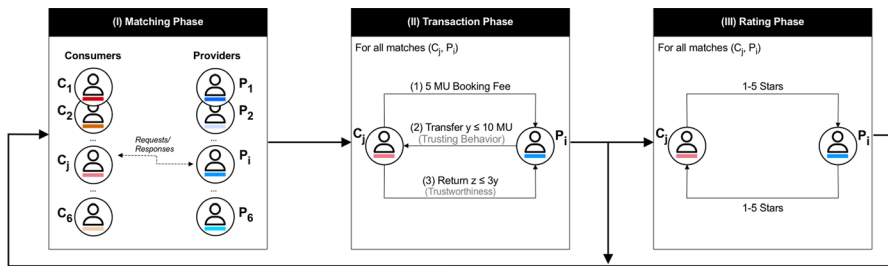 (I) Matching Phase
Consumers
Providers
C1
P1
C2
P2
...
...
Requests/
Responses
Cj
Pi
...
...
C6
P6
(II) Transaction Phase
For all matches (Cj, Pi)
(1) 5 MU Booking Fee
Cj
(2) Transfer y ≤ 10 MU
(Trusting Behavior)
Pi
(3) Return z ≤ 3y
(Trustworthiness)
(III) Rating Phase
For all matches (Cj, Pi)
1-5 Stars
Cj
Pi
1-5 Stars